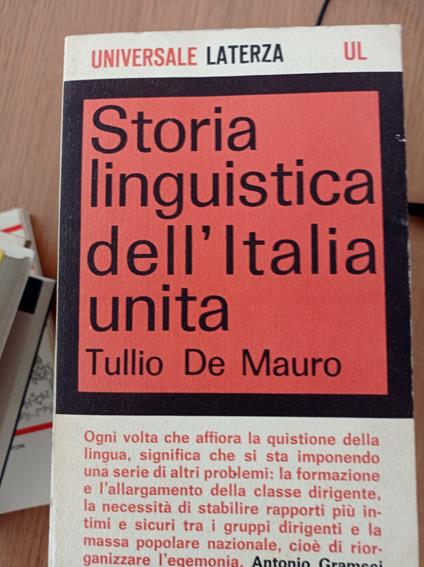 UNIVERSALE LATERZA UL
Storia
linguistica
dell'Italia
unita
Tullio De Mauro
Ogni volta che affiora la quistione della
lingua, significa che si sta imponendo
una serie di altri problemi: la formazione
e l'allargamento della classe dirigente,
la necessità di stabilire rapporti più in-
timi e sicuri tra i gruppi dirigenti e la
massa popolare nazionale, cioè di rior-
ganizzare l'egemonia. Antonio Gramsci